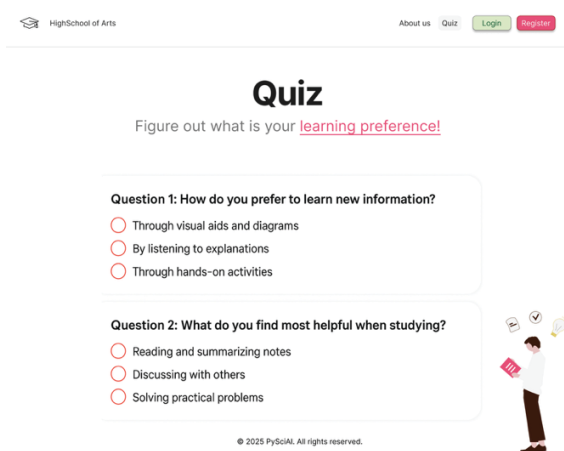 HighSchool of Arts
About us
Quiz
Login
Register
Quiz
Figure out what is your learning preference!
Question 1: How do you prefer to learn new information?
Through visual aids and diagrams
By listening to explanations
Through hands-on activities
Question 2: What do you find most helpful when studying?
Reading and summarizing notes
Discussing with others
Solving practical problems
© 2025 PySciAI. All rights reserved.